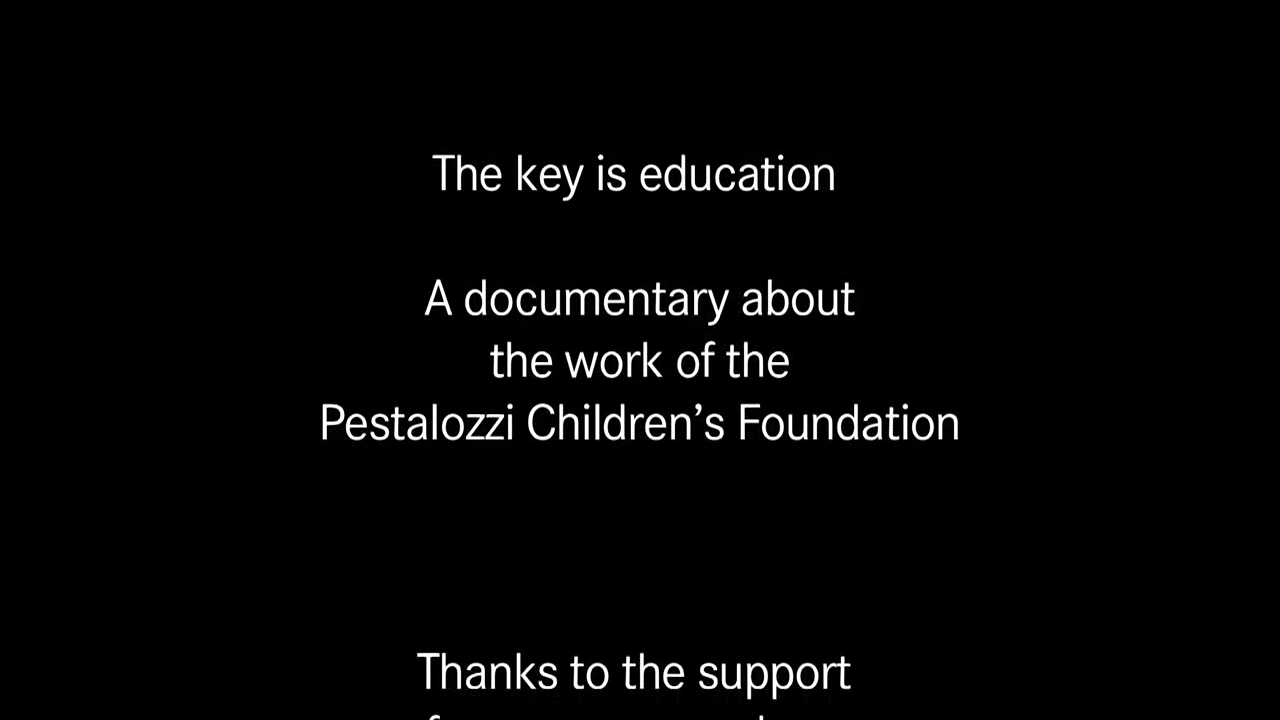 The key is education
A documentary about
the work of the
Pestalozzi Children’s Foundation
Thanks to the support